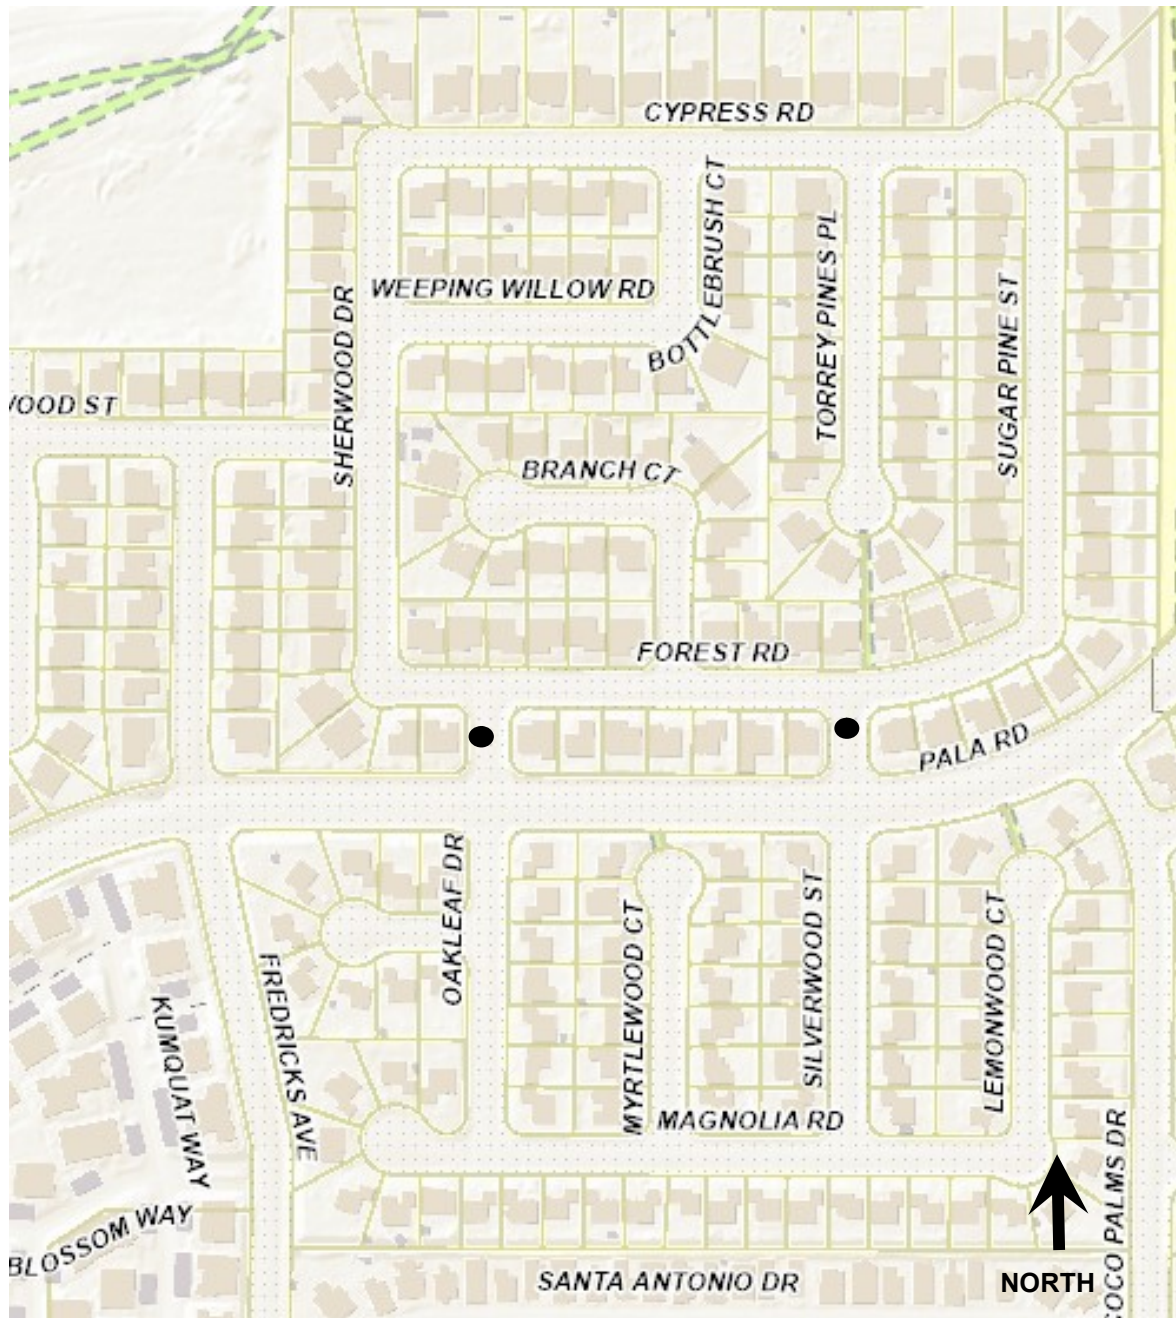 CYPRESS RD
BOTTLEBRUSH CT
TORREY PINES PL
WEEPING WILLOW RD
SHERWOOD DR
SUGAR PINE ST
WOOD ST
BRANCH CT
FOREST RD
PALA RD
OAKLEAF DR
SILVERWOOD ST
MYRTLEWOOD CT
LEMONWOOD CT
FREDRICKS AVE
KUMQUAT WAY
MAGNOLIA RD
COCO PALMS DR
BLOSSOM WAY
SANTA ANTONIO DR
NORTH